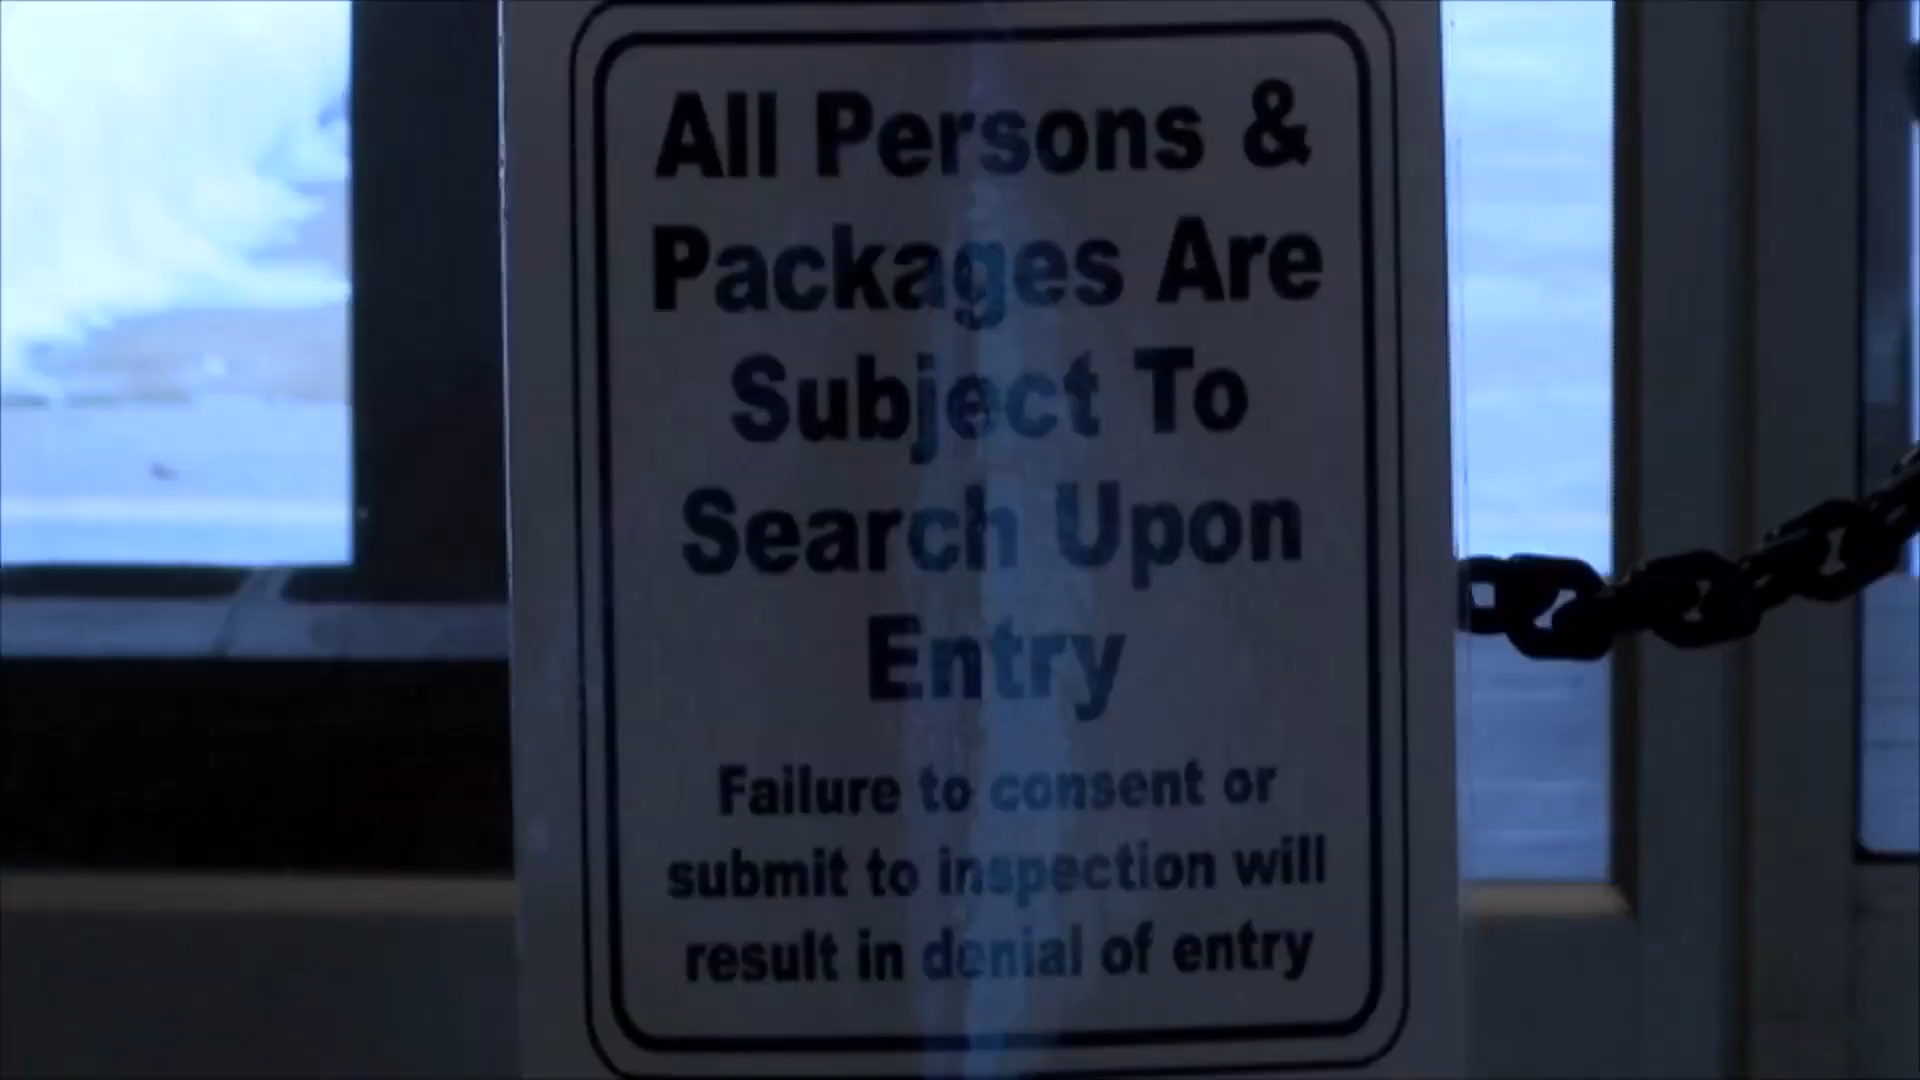 All Persons &
Packages Are
Subject To
Search Upon
Entry
Failure to consent or
submit to inspection will
result in denial of entry